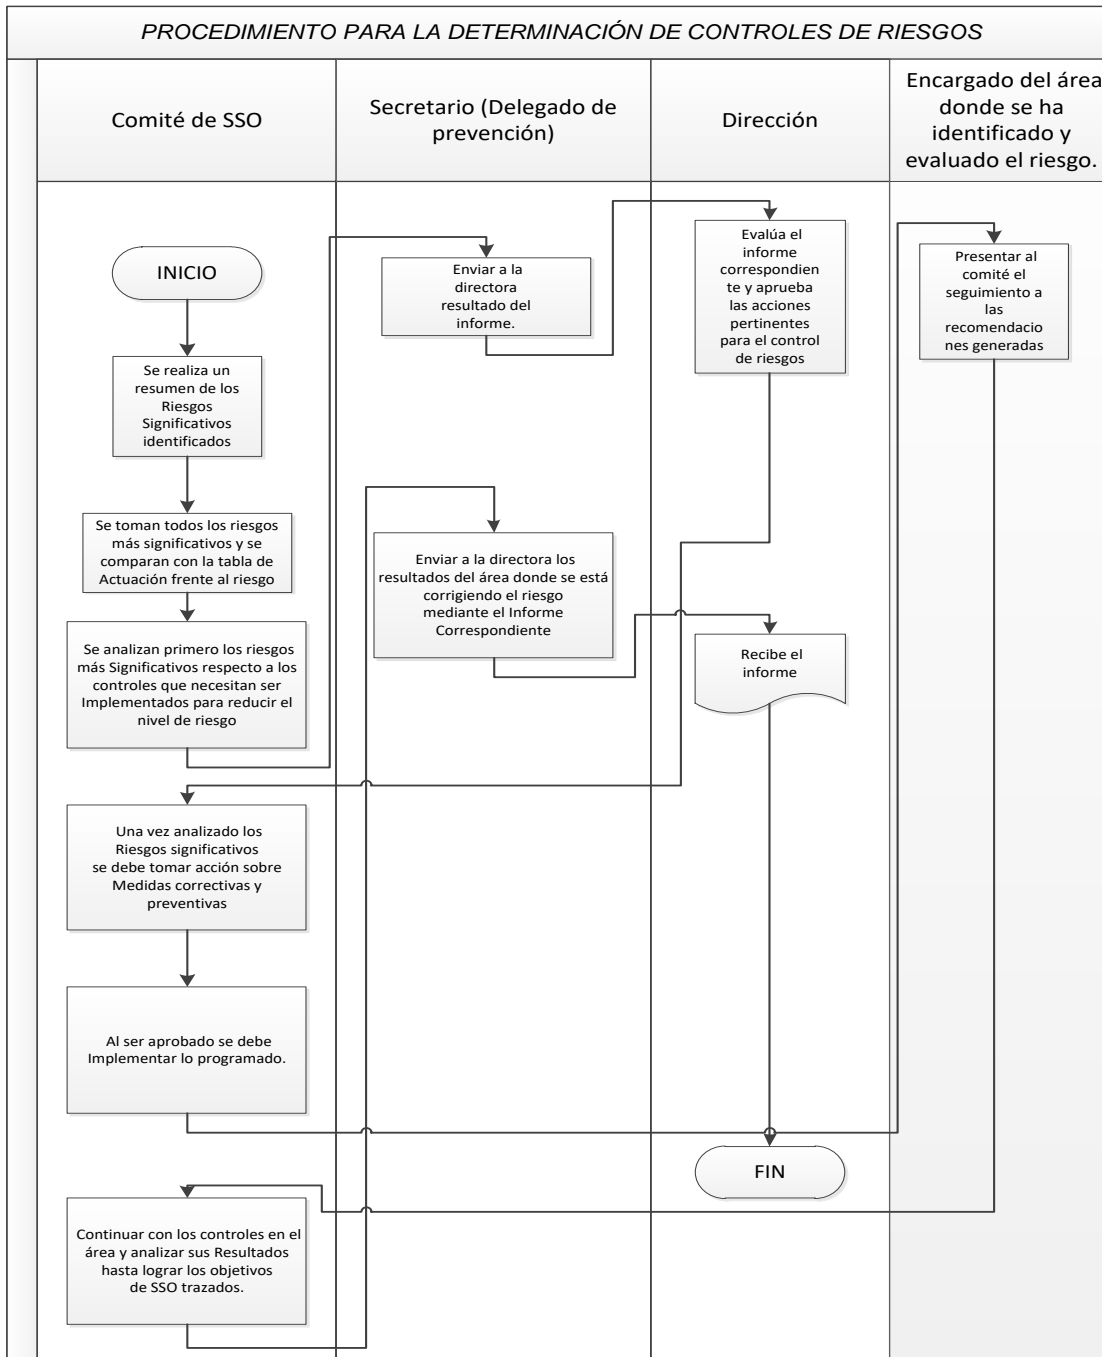 PROCEDIMIENTO PARA LA DETERMINACIÓN DE CONTROLES DE RIESGOS
Comité de SSO
Secretario (Delegado de
prevención)
Dirección
Encargado del área
donde se ha
identificado y
evaluado el riesgo.
INICIO
Se realiza un
resumen de los
Riesgos
Significativos
identificados
Se toman todos los riesgos
más significativos y se
comparan con la tabla de
Actuación frente al riesgo
Se analizan primero los riesgos
más Significativos respecto a los
controles que necesitan ser
Implementados para reducir el
nivel de riesgo
Enviar a la
directora
resultado del
informe.
Evalúa el
informe
correspondien
te y aprueba
las acciones
pertinentes
para el control
de riesgos
Una vez analizado los
Riesgos significativos
se debe tomar acción sobre
Medidas correctivas y
preventivas
Al ser aprobado se debe
Implementar lo programado.
Presentar al
comité el
seguimiento a
las
recomendacio
nes generadas
Continuar con los controles en el
área y analizar sus Resultados
hasta lograr los objetivos
de SSO trazados.
Enviar a la directora los
resultados del área donde se está
corrigiendo el riesgo
mediante el Informe
Correspondiente
Recibe el
informe
FIN